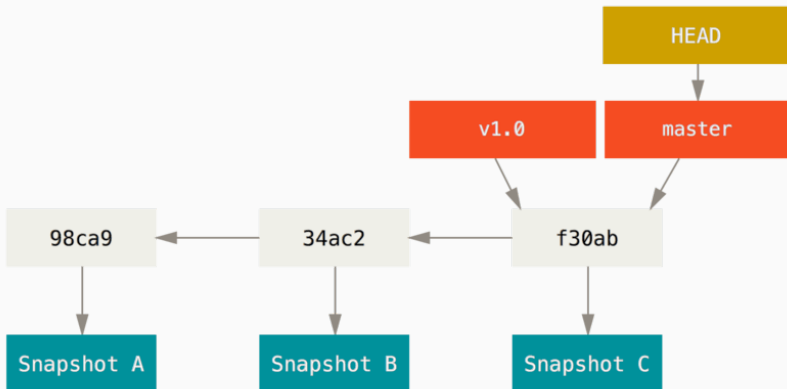 HEAD
v1.0
master
98ca9
34ac2
f30ab
Snapshot A
Snapshot B
Snapshot C